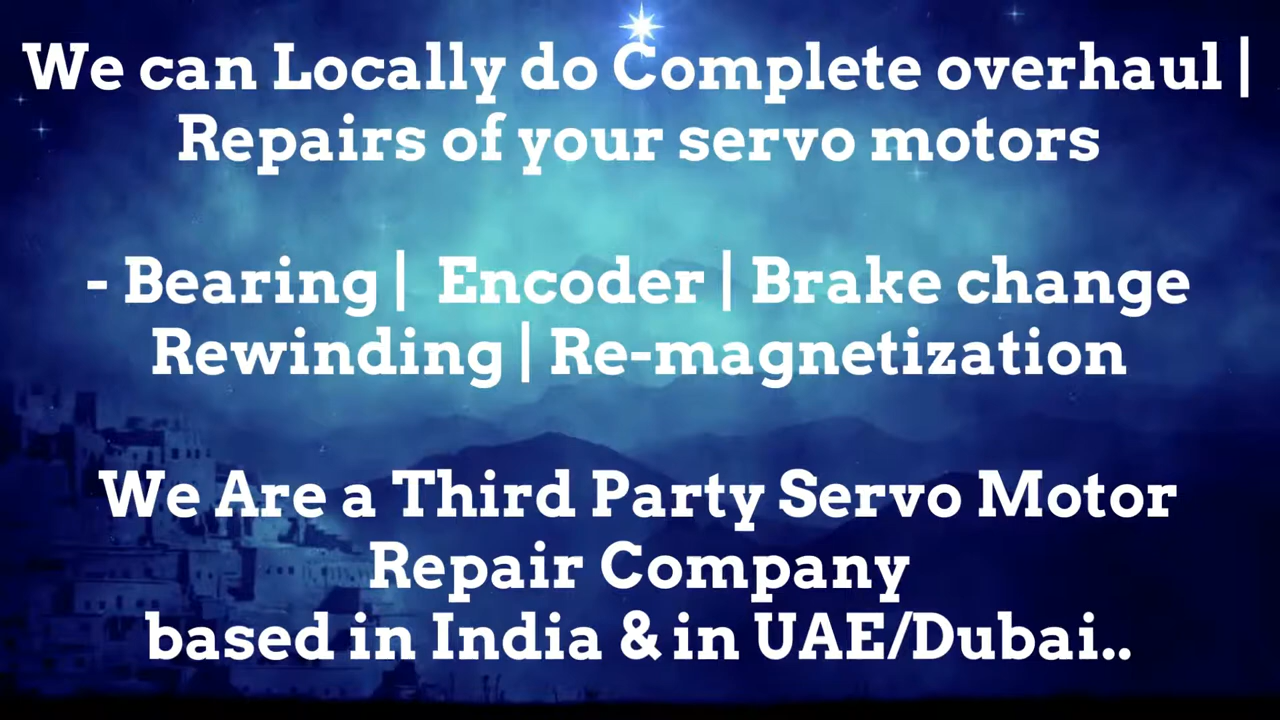 We can Locally do Complete overhaul |
Repairs of your servo motors
- Bearing | Encoder | Brake change
Rewinding | Re-magnetization
We Are a Third Party Servo Motor
Repair Company
based in India & in UAE/Dubai..